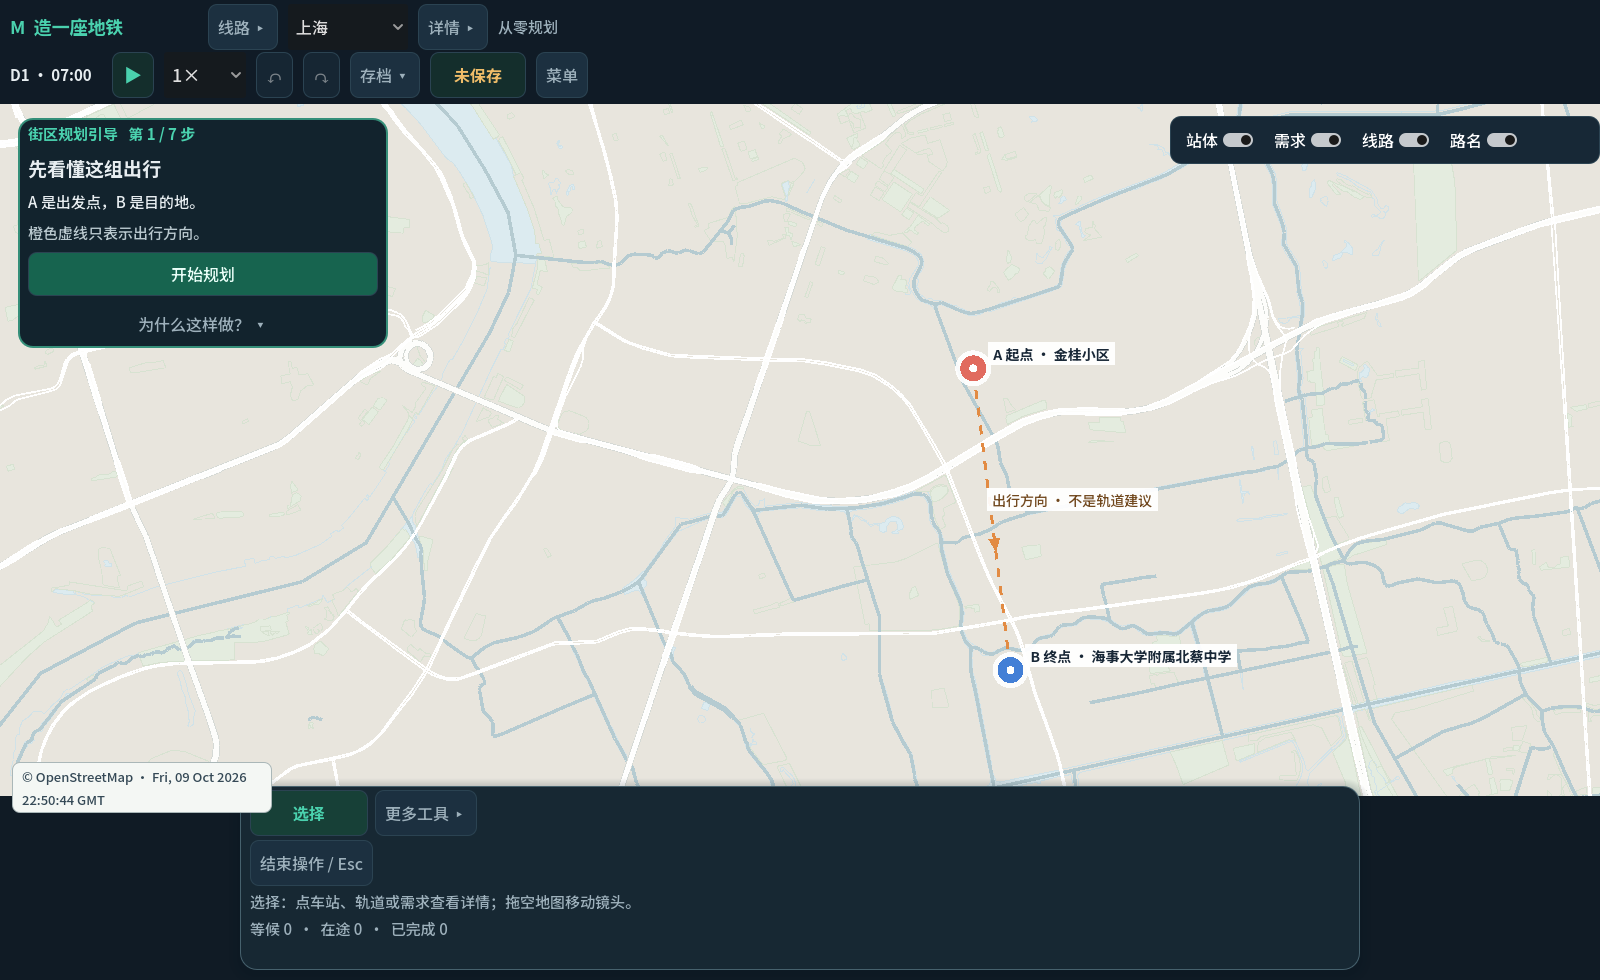 M 造一座地铁
线路 ▸
上海
详情 ▸
从零规划
D1 · 07:00
1×
存档 ▾
未保存
菜单
街区规划引导 第 1 / 7 步
先看懂这组出行
A 是出发点，B 是目的地。
橙色虚线只表示出行方向。
开始规划
为什么这样做？ ▾
站体
需求
线路
路名
A 起点 · 金桂小区
出行方向 · 不是轨道建议
B 终点 · 海事大学附属北蔡中学
© OpenStreetMap · Fri, 09 Oct 2026
22:50:44 GMT
选择
更多工具 ▸
结束操作 / Esc
选择：点车站、轨道或需求查看详情；拖空地图移动镜头。
等候 0 · 在途 0 · 已完成 0